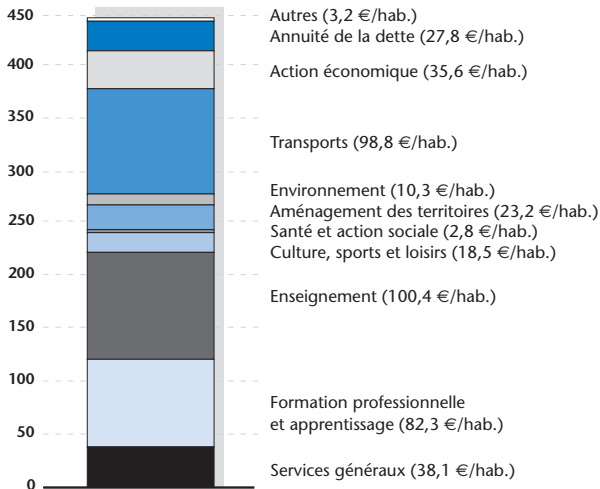 450
400
350
300
250
200
150
100
50
0
Autres (3,2 €/hab.)
Annuité de la dette (27,8 €/hab.)
Action économique (35,6 €/hab.)
Transports (98,8 €/hab.)
Environnement (10,3 €/hab.)
Aménagement des territoires (23,2 €/hab.)
Santé et action sociale (2,8 €/hab.)
Culture, sports et loisirs (18,5 €/hab.)
Enseignement (100,4 €/hab.)
Formation professionnelle
et apprentissage (82,3 €/hab.)
Services généraux (38,1 €/hab.)